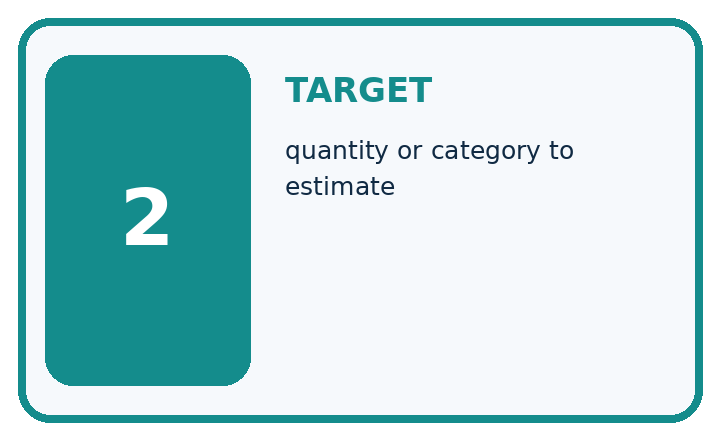 2
TARGET
quantity or category to
estimate